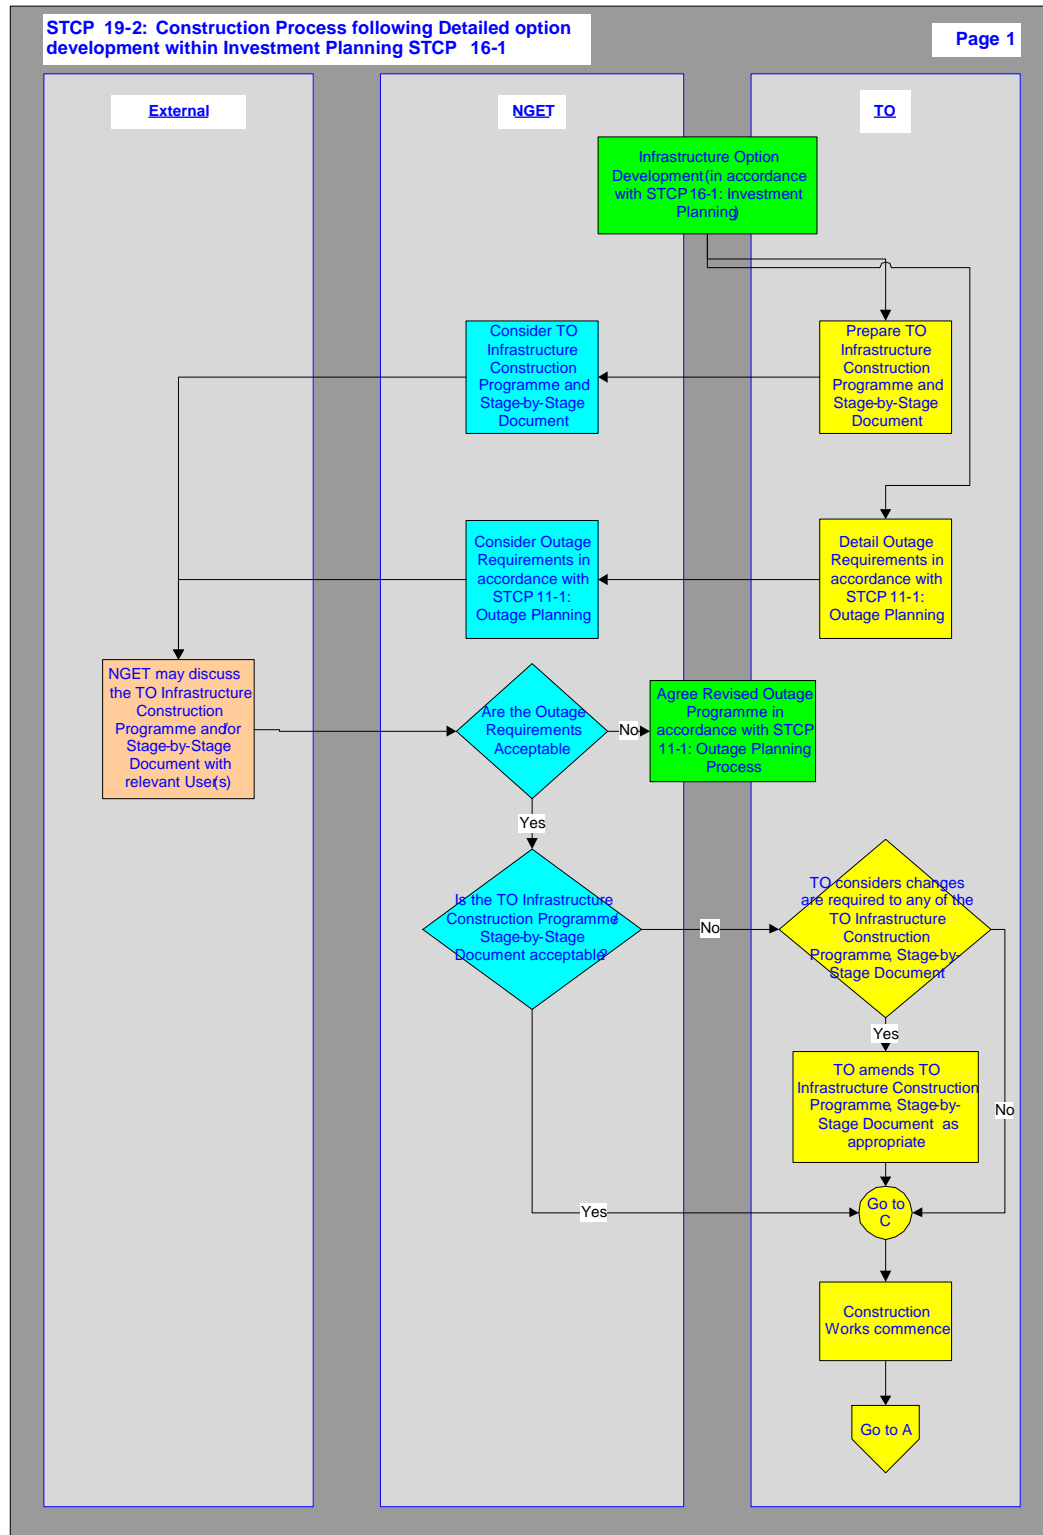 STCP 19-2: Construction Process following Detailed option
development within Investment Planning STCP 16-1
Page 1
External
NGET
TO
Infrastructure Option
Development (in accordance
with STCP 16-1: Investment
Planning)
Consider TO
Infrastructure
Construction
Programme and
Stage-by-Stage
Document
Prepare TO
Infrastructure
Construction
Programme and
Stage-by-Stage
Document
Consider Outage
Requirements in
accordance with
STCP 11-1:
Outage Planning
Detail Outage
Requirements in
accordance with
STCP 11-1:
Outage Planning
NGET may discuss
the TO Infrastructure
Construction
Programme and/or
Stage-by-Stage
Document with
relevant User(s)
Are the Outage
Requirements
Acceptable
No
Agree Revised Outage
Programme in
accordance with STCP
11-1: Outage Planning
Process
Yes
Is the TO Infrastructure
Construction Programme/
Stage-by-Stage
Document acceptable?
No
TO considers changes
are required to any of the
TO Infrastructure
Construction
Programme, Stage-by-
Stage Document
Yes
TO amends TO
Infrastructure Construction
Programme, Stage-by-
Stage Document as
appropriate
No
Yes
Go to
C
Construction
Works commence
Go to A